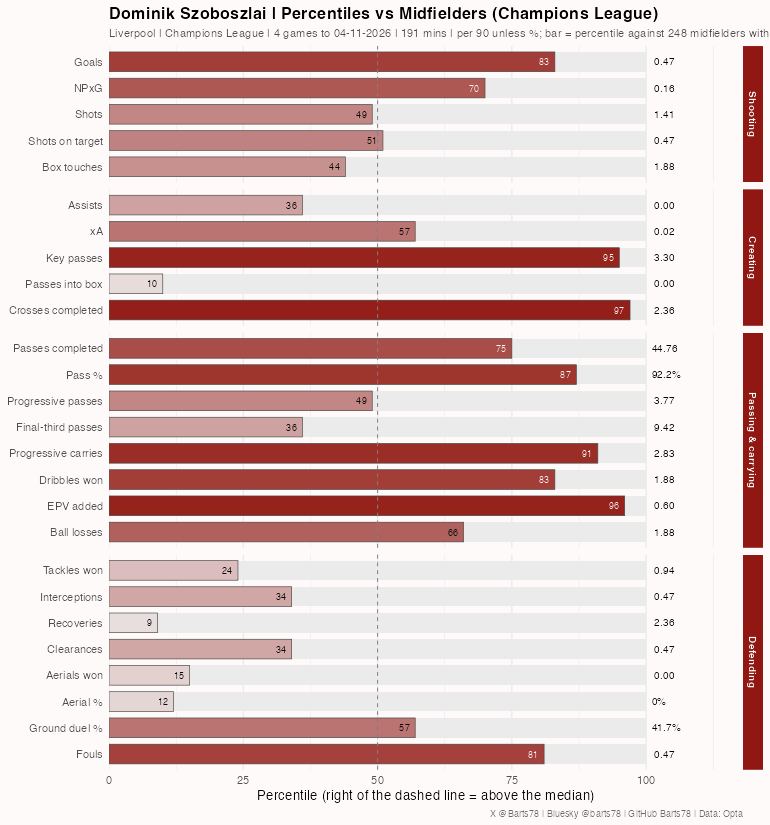 Dominik Szoboszlai | Percentiles vs Midfielders (Champions League)
Liverpool | Champions League | 4 games to 04-11-2026 | 191 mins | per 90 unless %; bar = percentile against 248 midfielders with
Goals 83 0.47
NPxG 70 0.16
Shots 49 1.41
Shots on target 51 0.47
Box touches 44 1.88
Shooting
Assists 36 0.00
xA 57 0.02
Key passes 95 3.30
Passes into box 10 0.00
Crosses completed 97 2.36
Creating
Passes completed 75 44.76
Pass % 87 92.2%
Progressive passes 49 3.77
Final-third passes 36 9.42
Progressive carries 91 2.83
Dribbles won 83 1.88
EPV added 96 0.60
Ball losses 66 1.88
Passing & carrying
Tackles won 24 0.94
Interceptions 34 0.47
Recoveries 9 2.36
Clearances 34 0.47
Aerials won 15 0.00
Aerial % 12 0%
Ground duel % 57 41.7%
Fouls 81 0.47
Defending
0 25 50 75 100
Percentile (right of the dashed line = above the median)
X @Barts78 | Bluesky @barts78 | GitHub Barts78 | Data: Opta